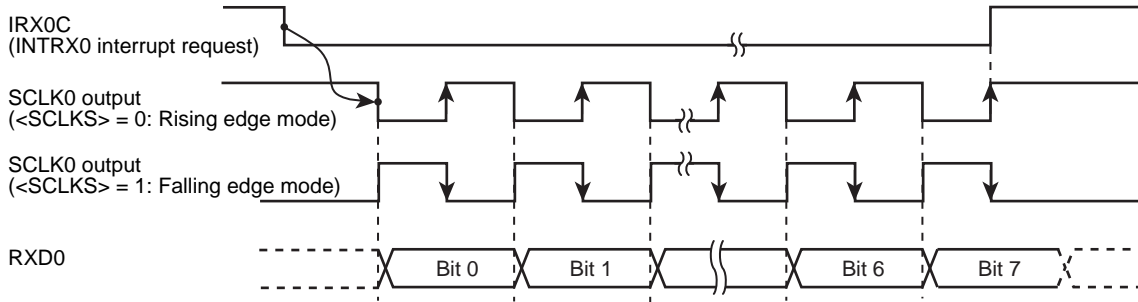 IRX0C
(INTRX0 interrupt request)
SCLK0 output
(<SCLKS> = 0: Rising edge mode)
SCLK0 output
(<SCLKS> = 1: Falling edge mode)
RXD0
Bit 0
Bit 1
Bit 6
Bit 7